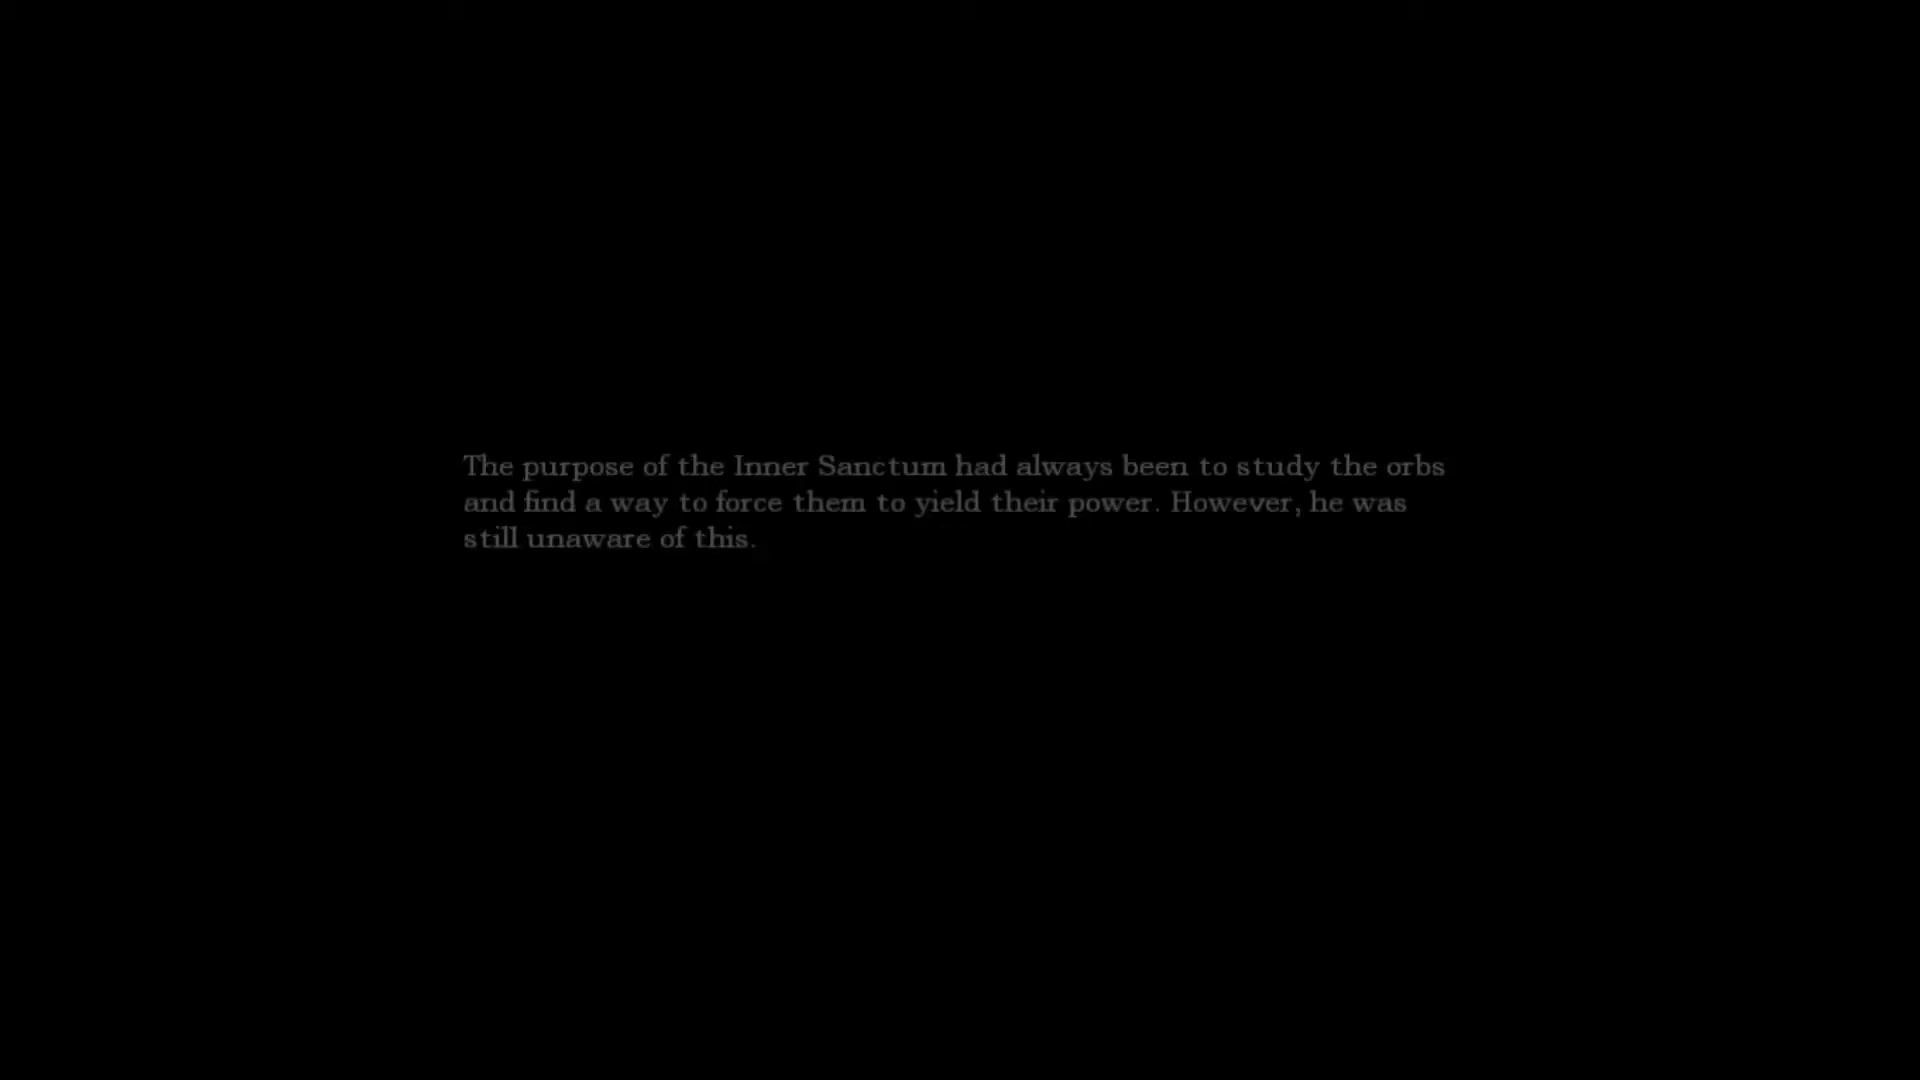 The purpose of the Inner Sanctum had always been to study the orbs
and find a way to force them to yield their power. However, he was
still unaware of this.